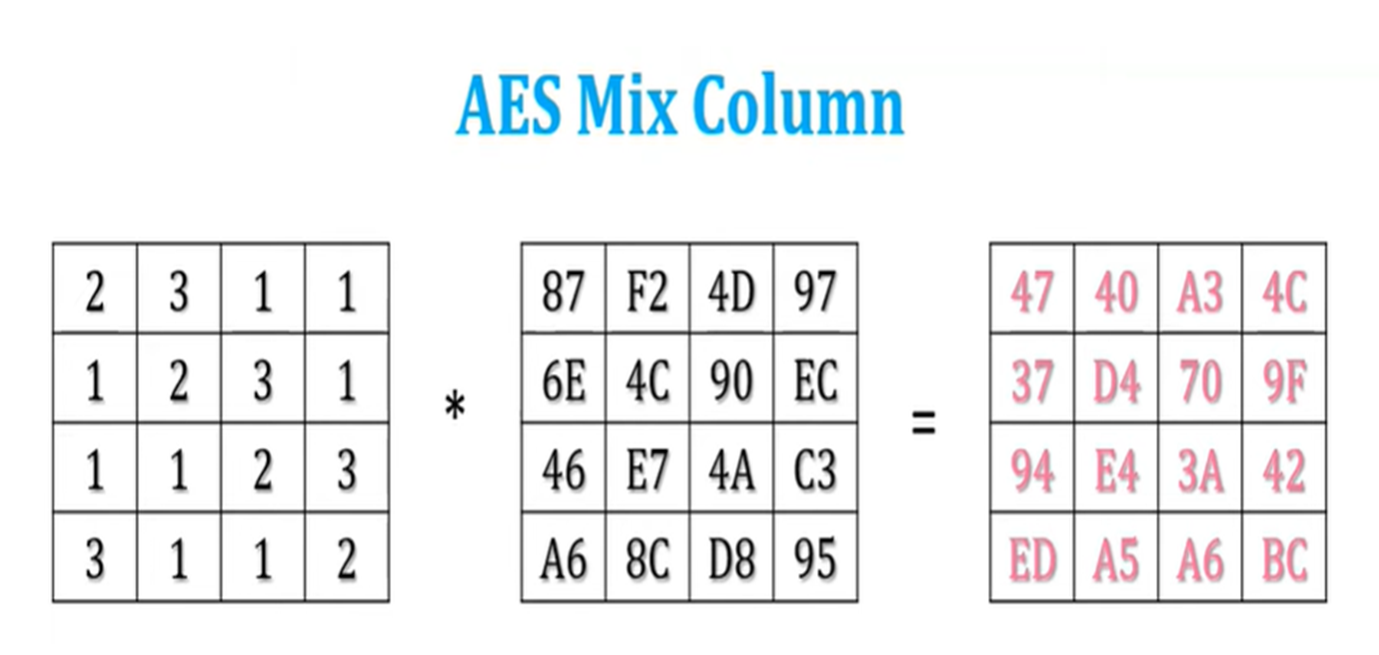 AES Mix Column
2 3 1 1 87 F2 4D 97 47 40 A3 4C
1 2 3 1 6E 4C 90 EC 37 D4 70 9F
* =
1 1 2 3 46 E7 4A C3 94 E4 3A 42
3 1 1 2 A6 8C D8 95 ED A5 A6 BC